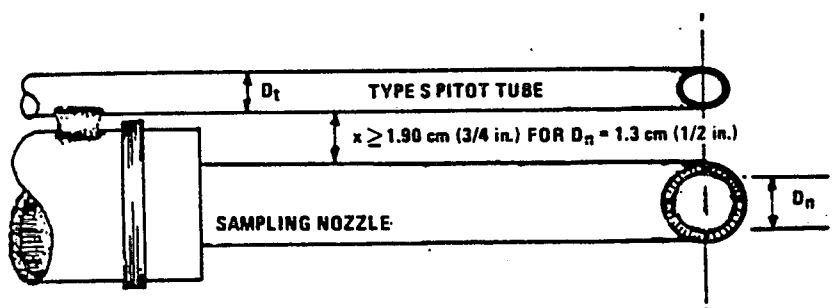 Dt
TYPE S PITOT TUBE
x ≥ 1.90 cm (3/4 in.) FOR Dn = 1.3 cm (1/2 in.)
Dn
SAMPLING NOZZLE